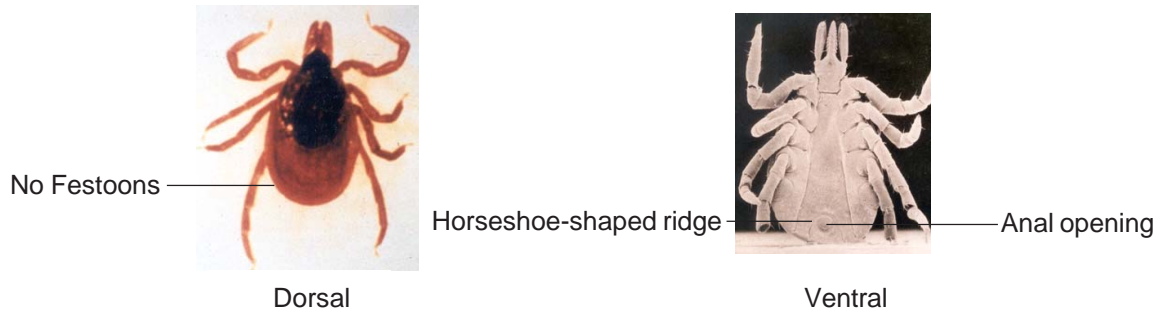 No Festoons
Horseshoe-shaped ridge
Anal opening
Dorsal
Ventral